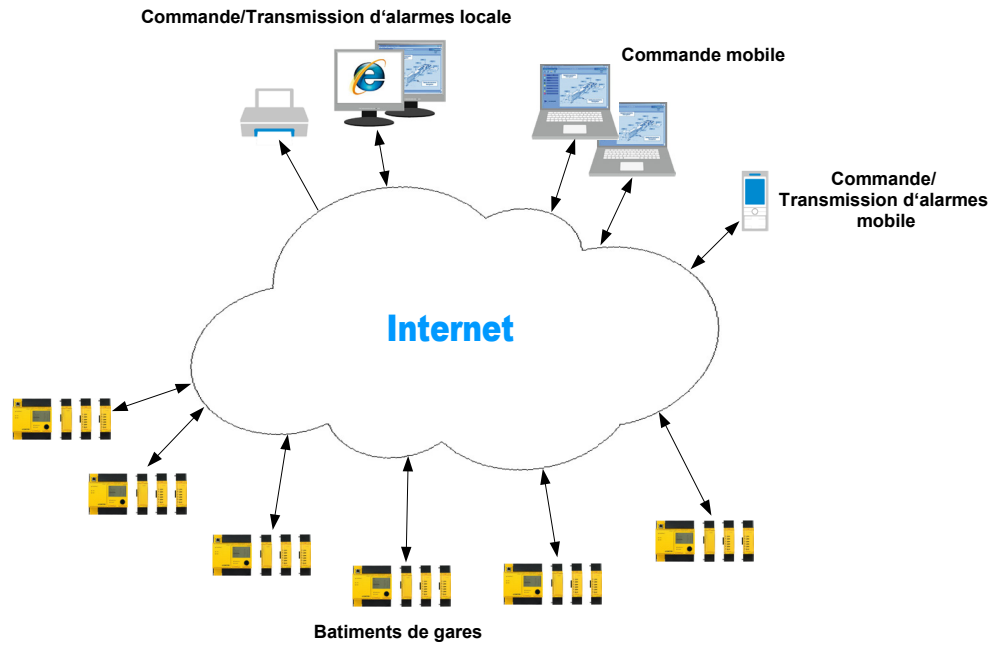 Commande/Transmission d‘alarmes locale
Commande mobile
Commande/
Transmission d‘alarmes
mobile
Internet
Batiments de gares